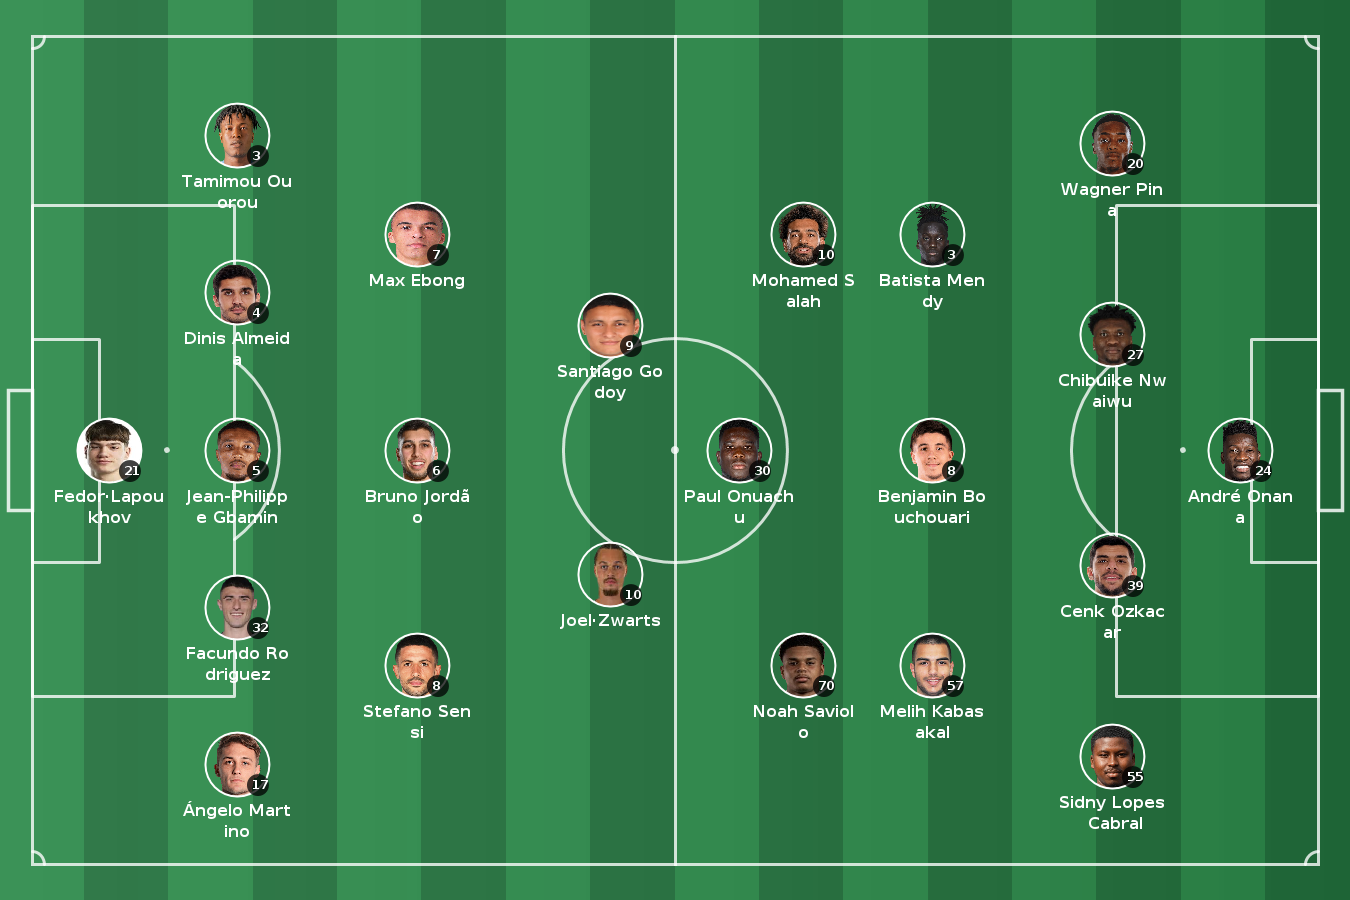 3
Tamimou Ou
orou
4
Dinis Almeid
a
21
Fedor·Lapou
khov
5
Jean-Philipp
e Gbamin
32
Facundo Ro
driguez
17
Ángelo Mart
ino
7
Max Ebong
6
Bruno Jordã
o
8
Stefano Sen
si
9
Santiago Go
doy
10
Joel·Zwarts
10
Mohamed S
alah
30
Paul Onuach
u
70
Noah Saviol
o
3
Batista Men
dy
8
Benjamin Bo
uchouari
57
Melih Kabas
akal
20
Wagner Pin
a
27
Chibuike Nw
aiwu
39
Cenk Ozkac
ar
55
Sidny Lopes
Cabral
24
André Onan
a